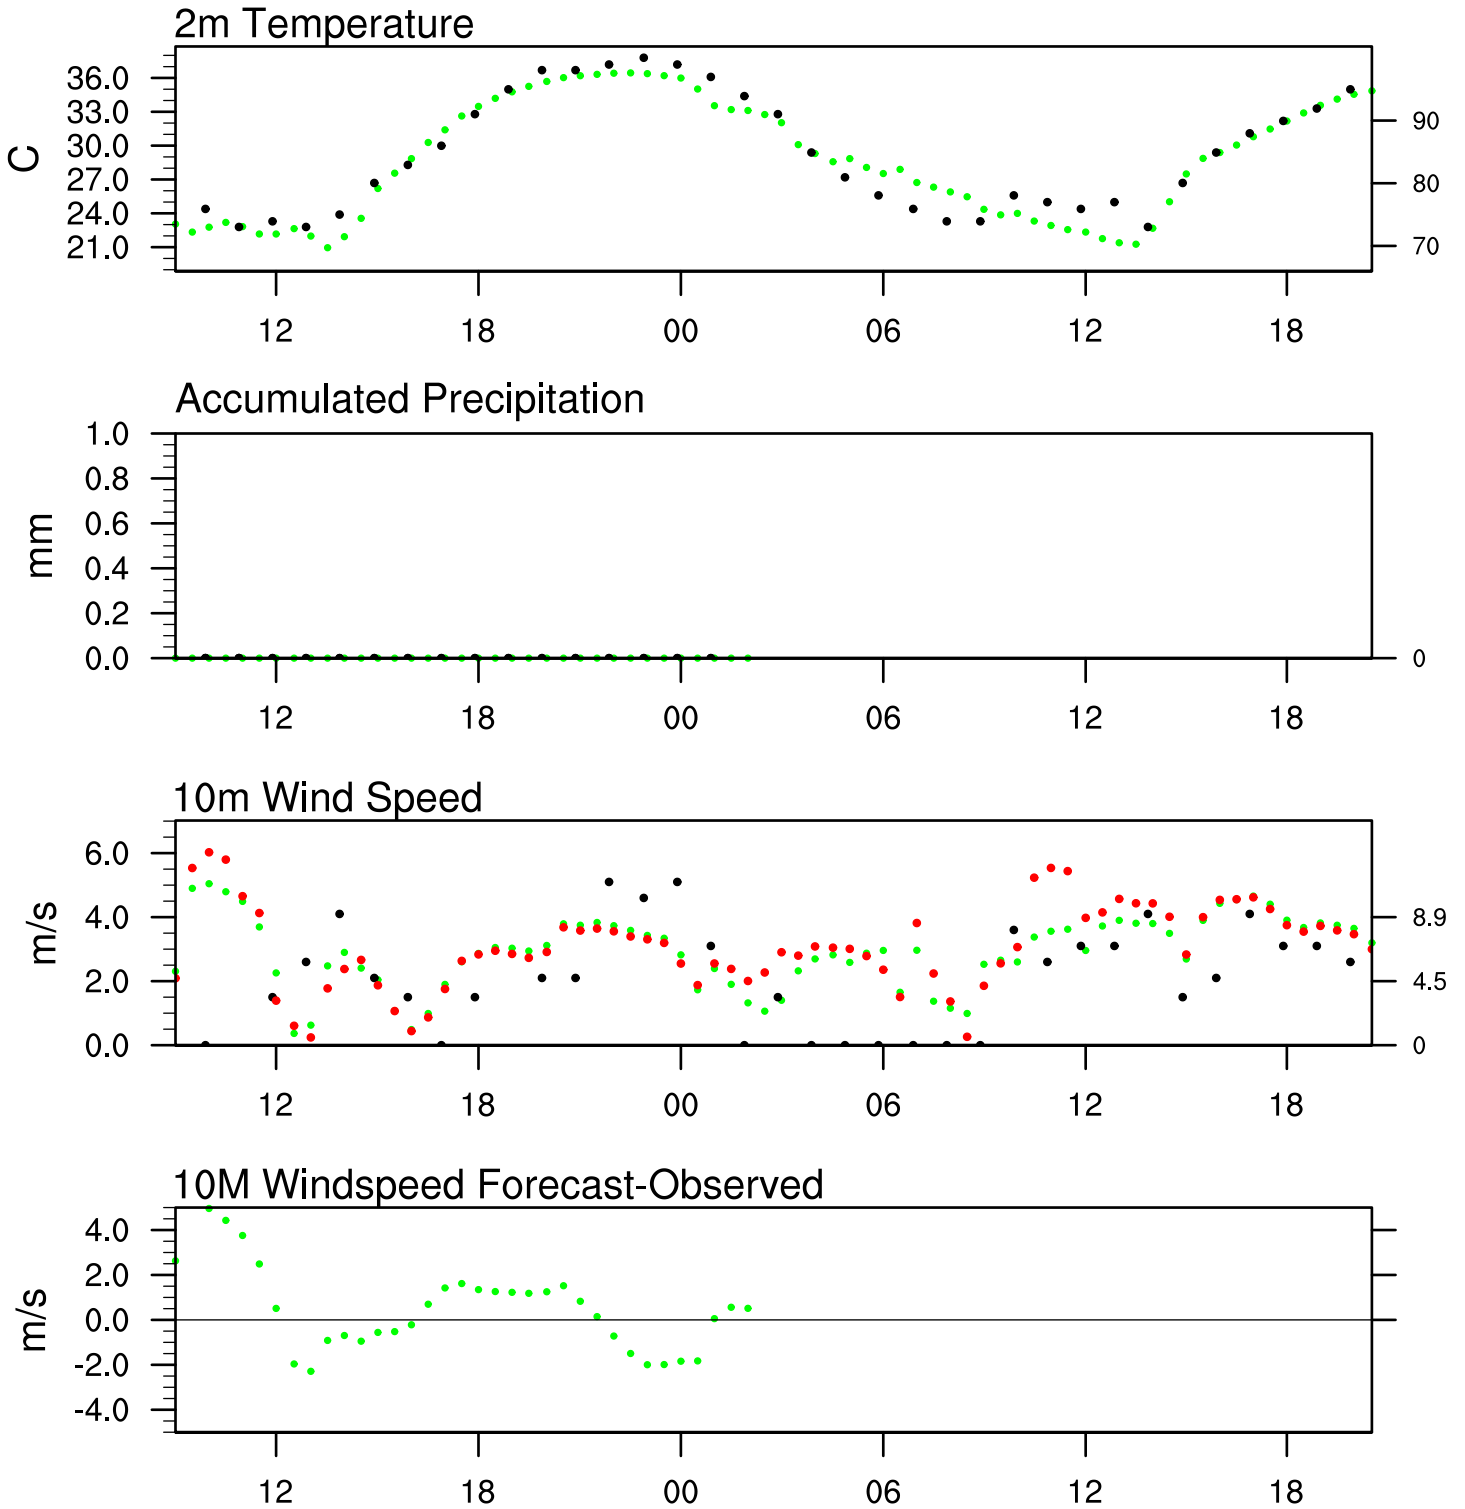 2m Temperature
C
36.0
33.0
30.0
27.0
24.0
21.0
90
80
70
12 18 00 06 12 18
Accumulated Precipitation
mm
1.0
0.8
0.6
0.4
0.2
0.0
0
12 18 00 06 12 18
10m Wind Speed
m/s
6.0
4.0
2.0
0.0
8.9
4.5
0
12 18 00 06 12 18
10M Windspeed Forecast-Observed
m/s
4.0
2.0
0.0
-2.0
-4.0
12 18 00 06 12 18